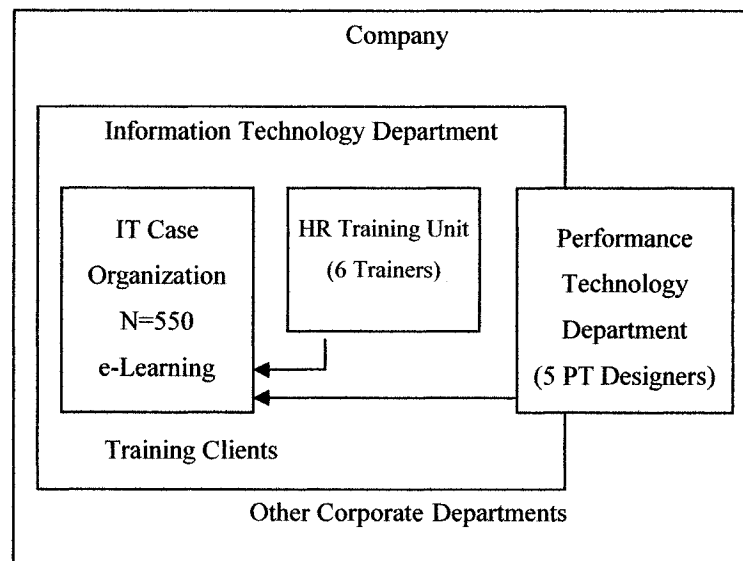 Company
Information Technology Department
IT Case
Organization
N=550
e-Learning
HR Training Unit
(6 Trainers)
Performance
Technology
Department
(5 PT Designers)
Training Clients
Other Corporate Departments